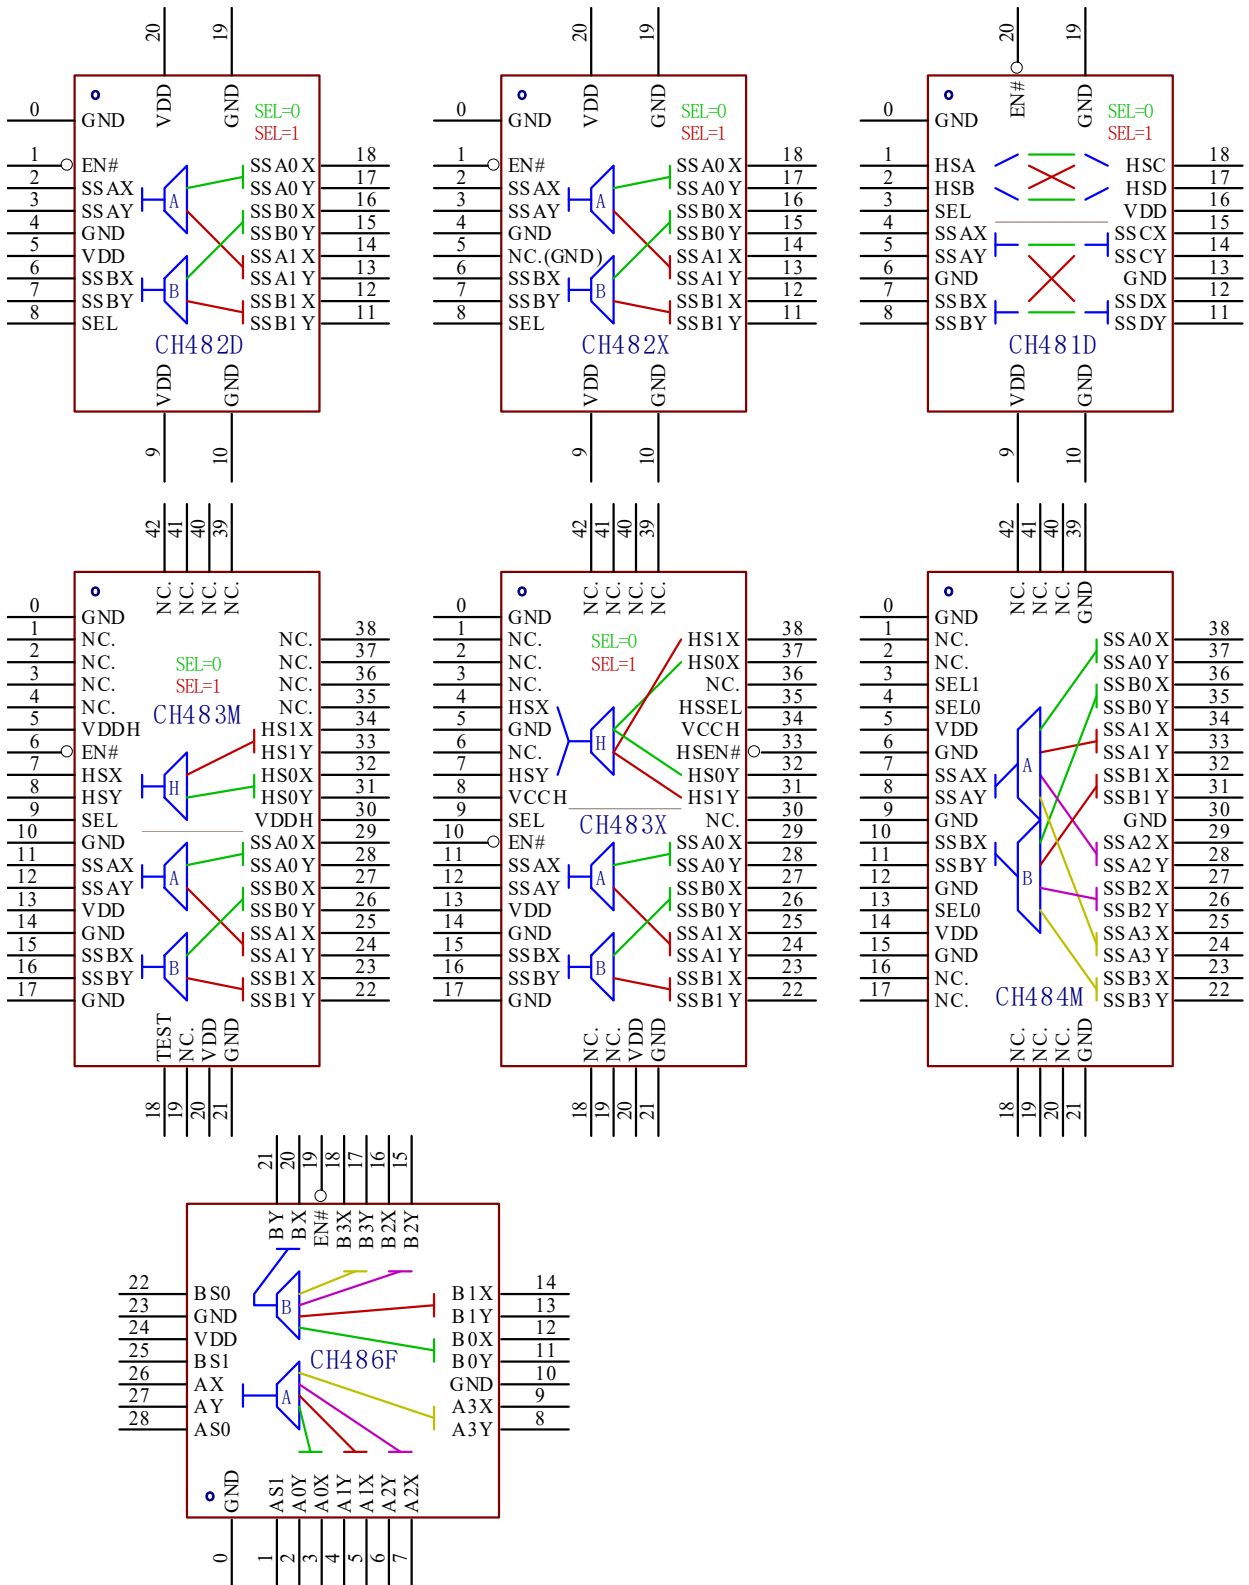 20 19 20 19 20 19
VDD GND SEL=0 VDD GND SEL=0 EN# GND SEL=0
0 GND SEL=1 0 GND SEL=1 0 GND SEL=1
1 EN# SSA0X 18 1 EN# SSA0X 18 1 HSA HSC 18
2 SSAX SSA0Y 17 2 SSAX SSA0Y 17 2 HSB HSD 17
3 SSAY A SSB0X 16 3 SSAY A SSB0X 16 3 SEL VDD 16
4 GND SSB0Y 15 4 GND SSB0Y 15 4 SSAX SSCX 15
5 VDD SSA1X 14 5 NC.(GND) SSA1X 14 5 SSAY SSCY 14
6 SSBX SSA1Y 13 6 SSBX SSA1Y 13 6 GND GND 13
7 SSBY B SSB1X 12 7 SSBY B SSB1X 12 7 SSBX SSDX 12
8 SEL SSB1Y 11 8 SEL SSB1Y 11 8 SSBY SSDY 11
CH482D CH482X CH481D
VDD GND VDD GND VDD GND
9 10 9 10 9 10
42 41 40 39 42 41 40 39 42 41 40 39
NC. NC. NC. NC. NC. NC. NC. NC. NC. NC. NC. GND
0 GND 0 GND 0 GND
1 NC. NC. 38 1 NC. SEL=0 HS1X 38 1 NC. SSA0X 38
2 NC. SEL=0 NC. 37 2 NC. SEL=1 HS0X 37 2 NC. SSA0Y 37
3 NC. SEL=1 NC. 36 3 NC. NC. 36 3 SEL1 SSB0X 36
4 NC. NC. 35 4 HSX HSSEL 35 4 SEL0 SSB0Y 35
CH483M
5 VDDH HS1X 34 5 GND H VCCH 34 5 VDD SSA1X 34
6 EN# HS1Y 33 6 NC. HSEN# 33 6 GND A SSA1Y 33
7 HSX H HS0X 32 7 HSY HS0Y 32 7 SSAX SSB1X 32
8 HSY HS0Y 31 8 VCCH HS1Y 31 8 SSAY SSB1Y 31
9 SEL VDDH 30 9 SEL CH483X NC. 30 9 GND GND 30
10 GND SSA0X 29 10 EN# SSA0X 29 10 SSBX SSA2X 29
11 SSAX A SSA0Y 28 11 SSAX A SSA0Y 28 11 SSBY B SSA2Y 28
12 SSAY SSB0X 27 12 SSAY SSB0X 27 12 GND SSB2X 27
13 VDD SSB0Y 26 13 VDD SSB0Y 26 13 SEL0 SSB2Y 26
14 GND SSA1X 25 14 GND SSA1X 25 14 VDD SSA3X 25
15 SSBX B SSA1Y 24 15 SSBX B SSA1Y 24 15 GND SSA3Y 24
16 SSBY SSB1X 23 16 SSBY SSB1X 23 16 NC. SSB3X 23
17 GND SSB1Y 22 17 GND SSB1Y 22 17 NC. CH484M SSB3Y 22
TEST NC. VDD GND NC. NC. VDD GND NC. NC. NC. GND
18 19 20 21 18 19 20 21 18 19 20 21
21 20 19 18 17 16 15
BY BX EN# B3X B3Y B2X B2Y
22 BS0 B B1X 14
23 GND B1Y 13
24 VDD B0X 12
25 BS1 CH486F B0Y 11
26 AX A GND 10
27 AY A3X 9
28 AS0 A3Y 8
GND AS1 A0Y A0X A1Y A1X A2Y A2X
0 1 2 3 4 5 6 7